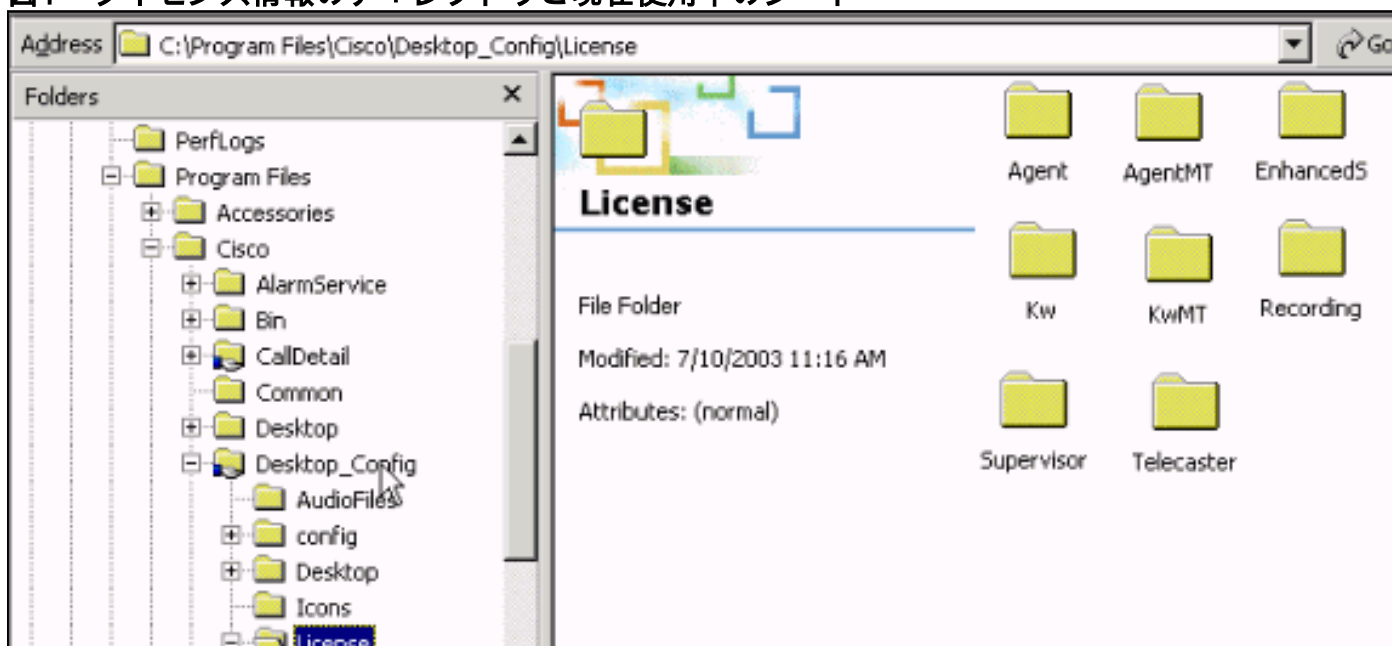 Address C:\Program Files\Cisco\Desktop_Config\License Go
Folders
PerfLogs
Program Files
Accessories
Cisco
AlarmService
Bin
CallDetail
Common
Desktop
Desktop_Config
AudioFiles
config
Desktop
Icons
License
License
File Folder
Modified: 7/10/2003 11:16 AM
Attributes: (normal)
Agent AgentMT EnhancedS
Kw KwMT Recording
Supervisor Telecaster